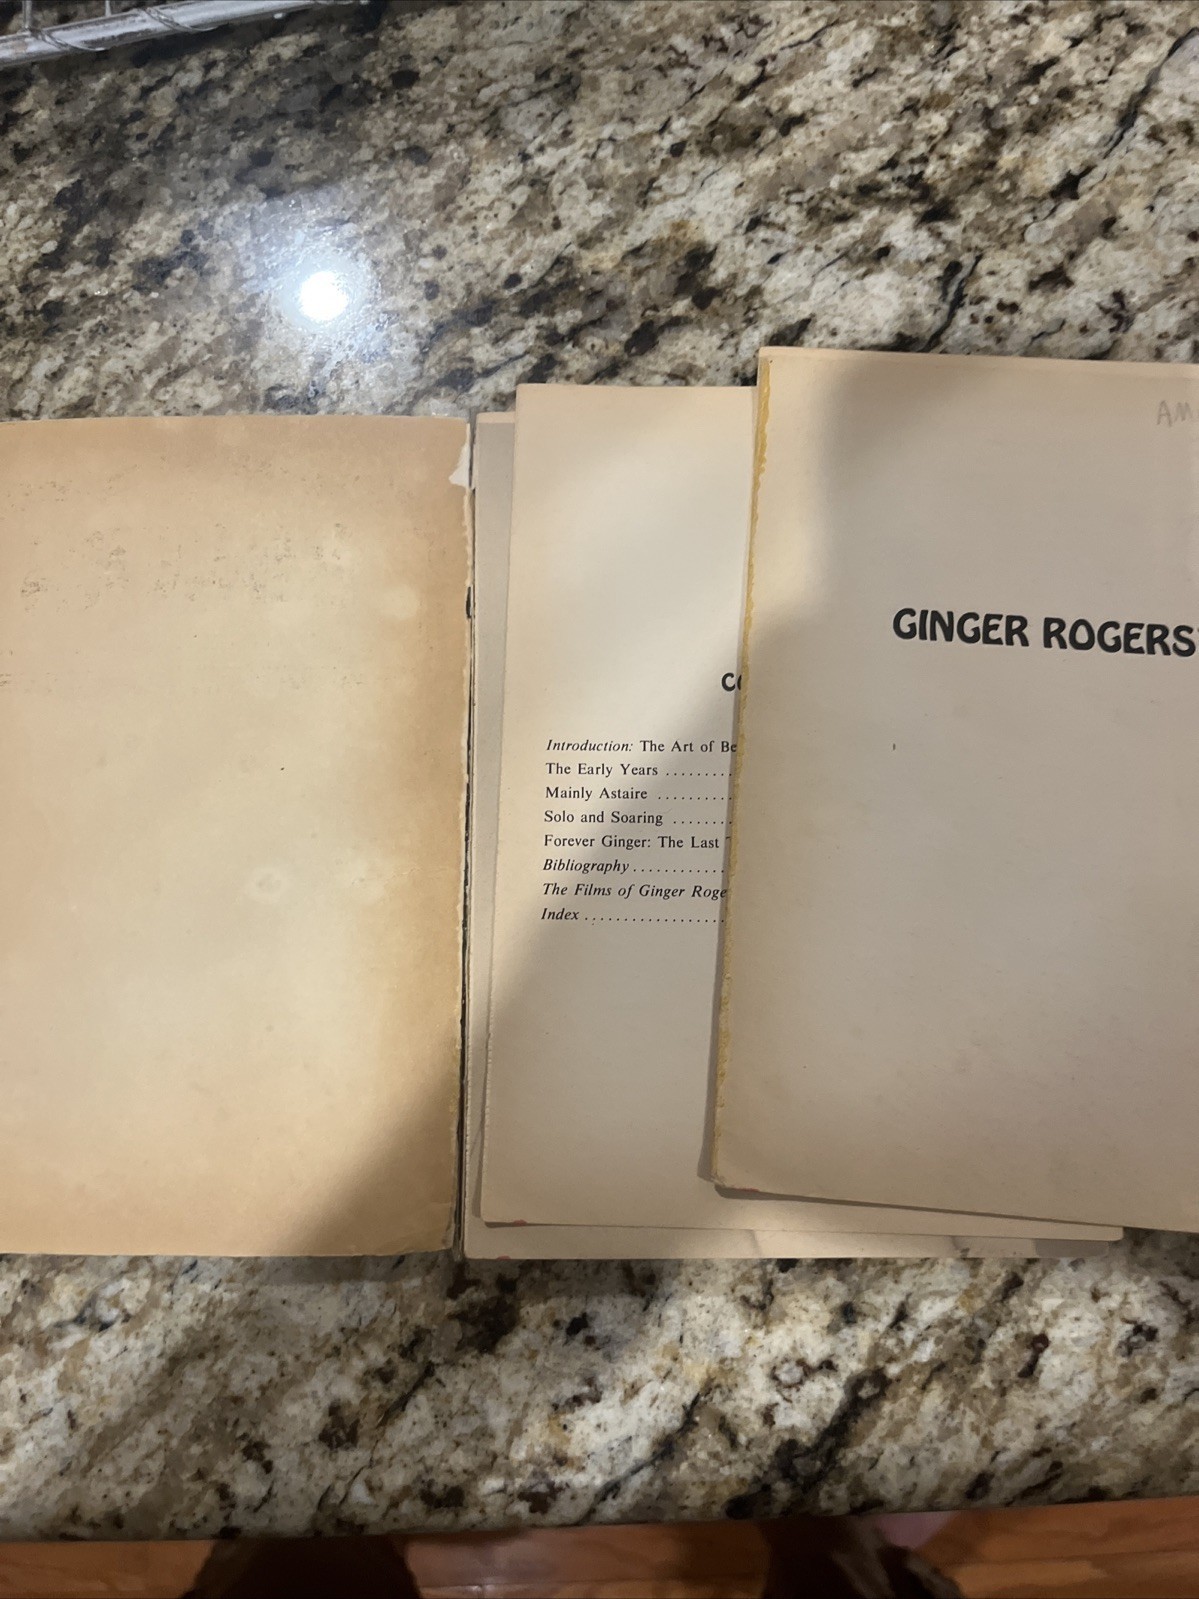 AM
GINGER ROGERS
Introduction: The Art of Be
The Early Years ..........
Mainly Astaire ..........
Solo and Soaring ........
Forever Ginger: The Last
Bibliography ............
The Films of Ginger Roge
Index ..................